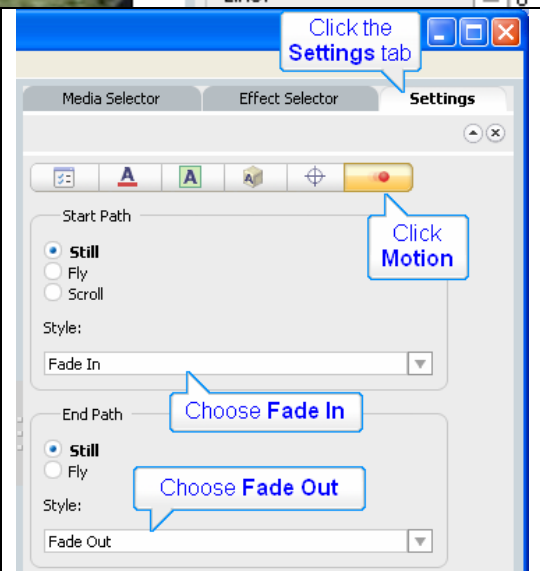 Click the
Settings tab
Media Selector
Effect Selector
Settings
A
A
A
Start Path
Still
Fly
Scroll
Click
Motion
Style:
Fade In
Choose Fade In
End Path
Still
Fly
Choose Fade Out
Style:
Fade Out